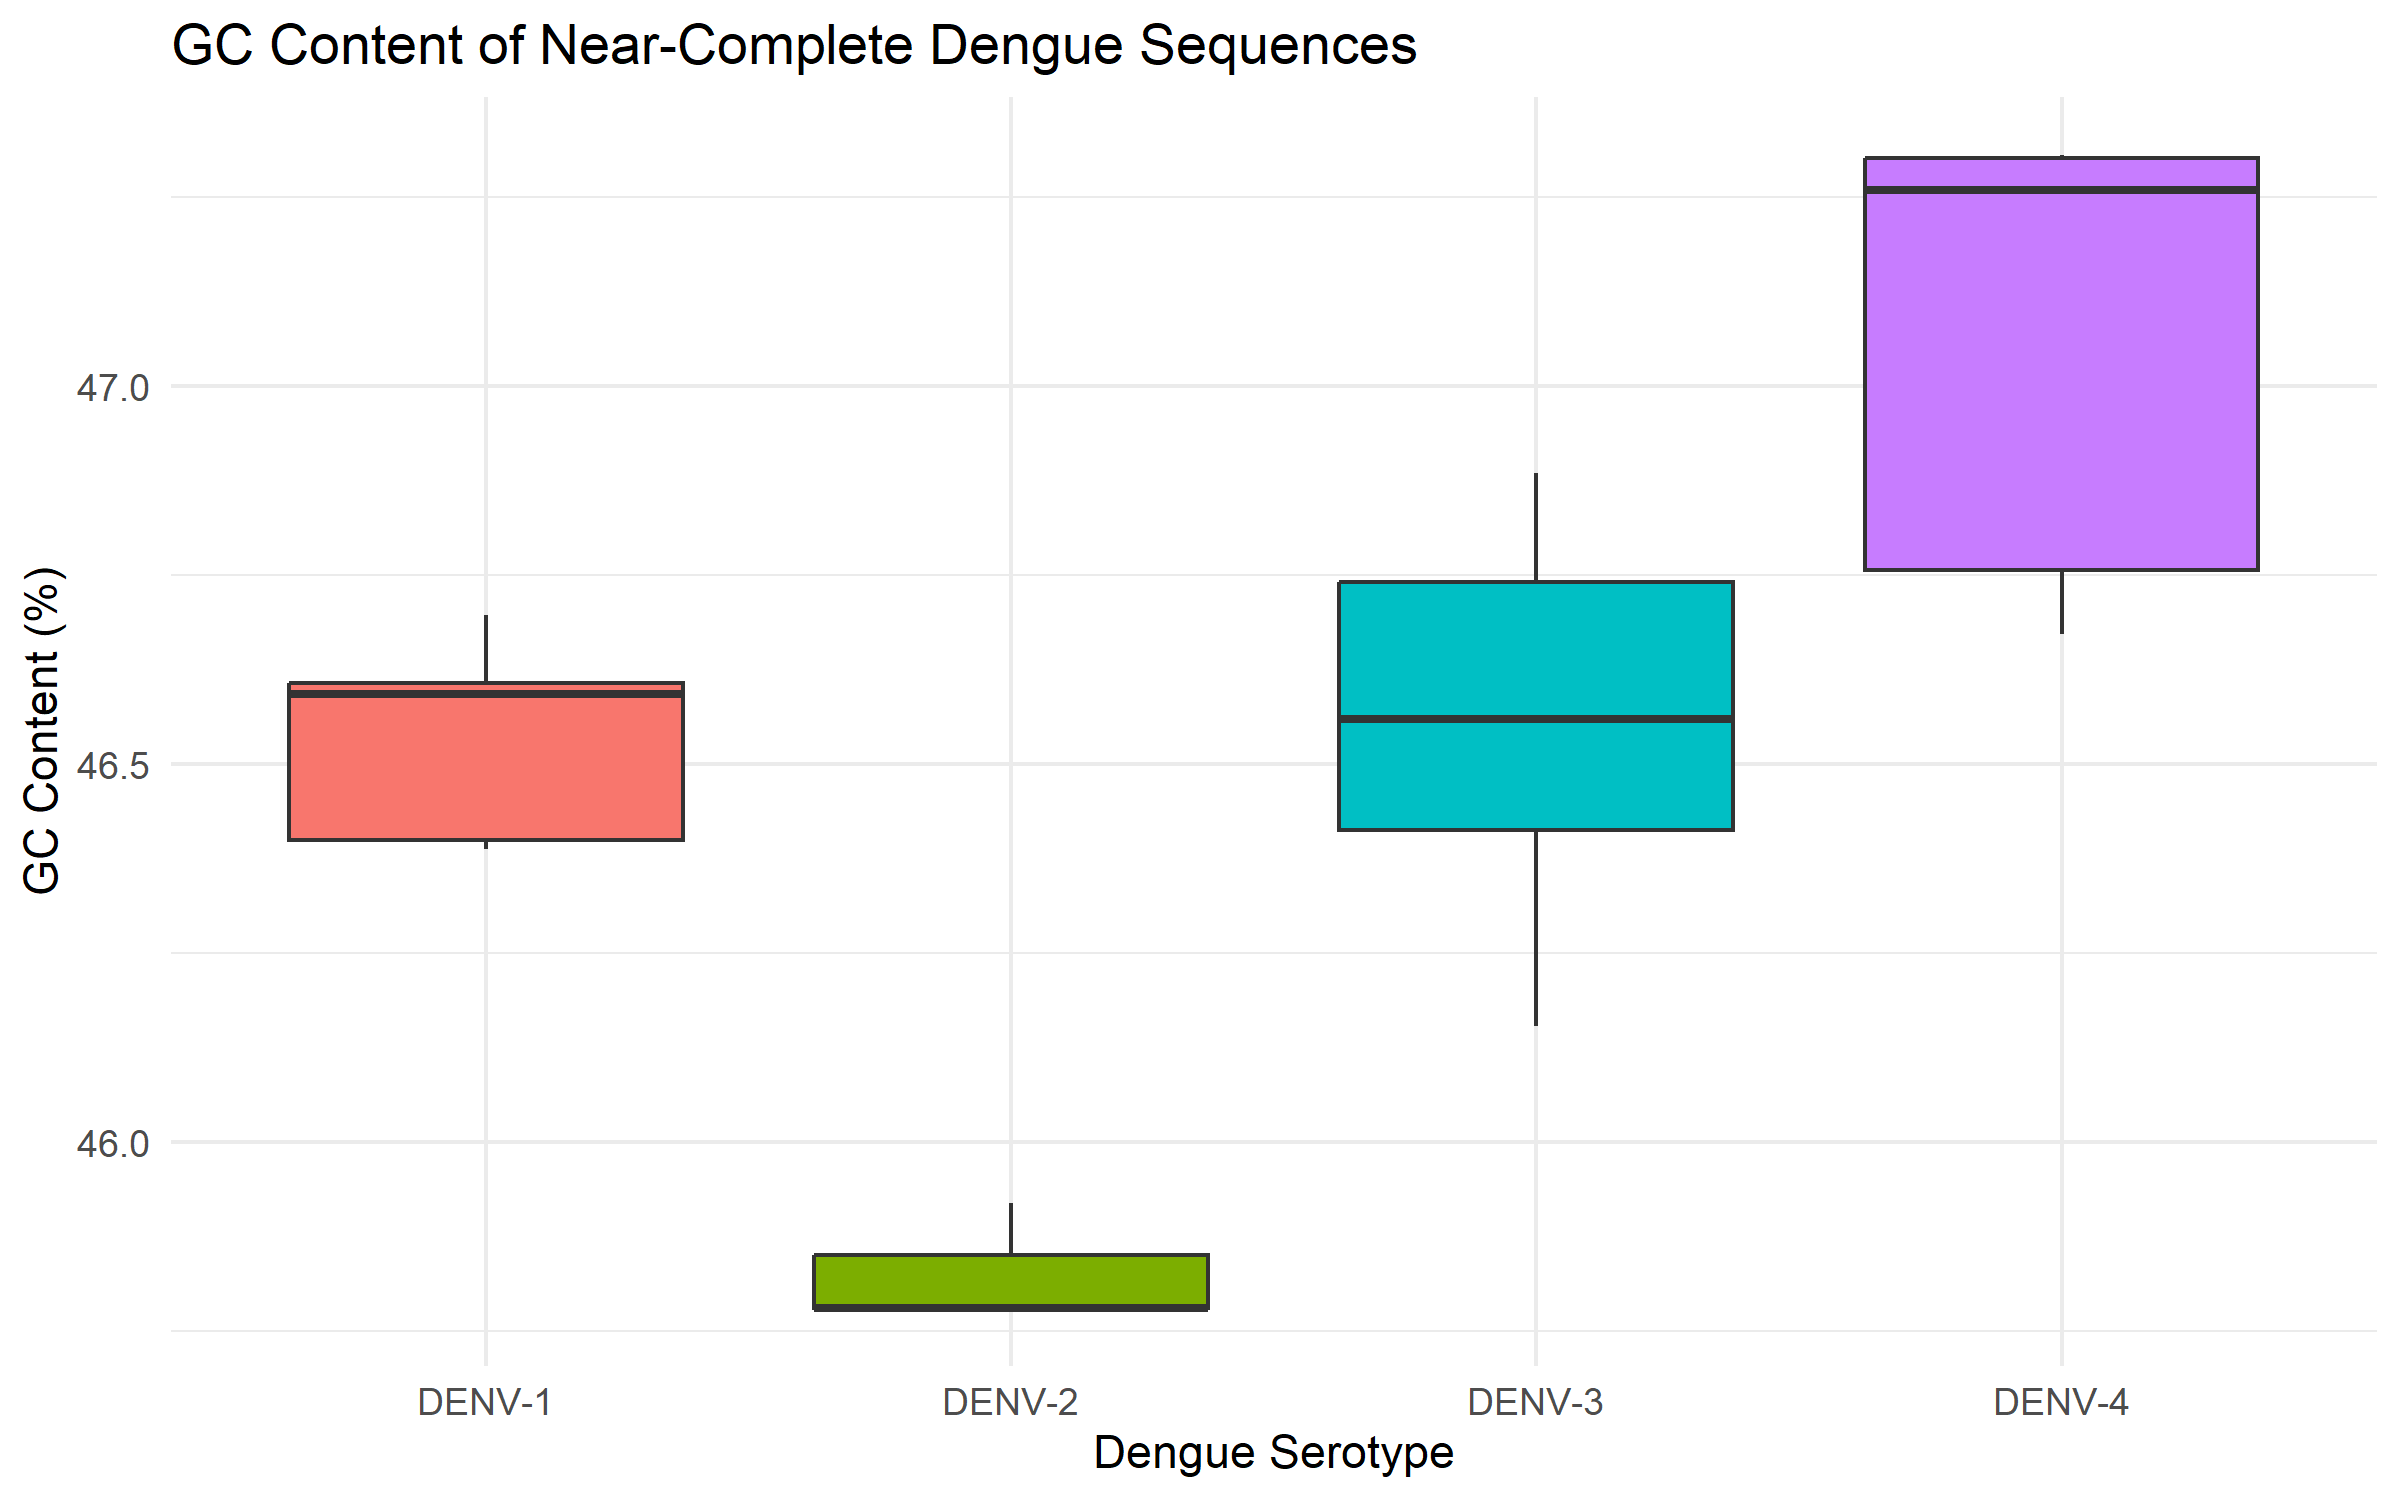 GC Content of Near-Complete Dengue Sequences
GC Content (%)
47.0
46.5
46.0
DENV-1
DENV-2
DENV-3
DENV-4
Dengue Serotype